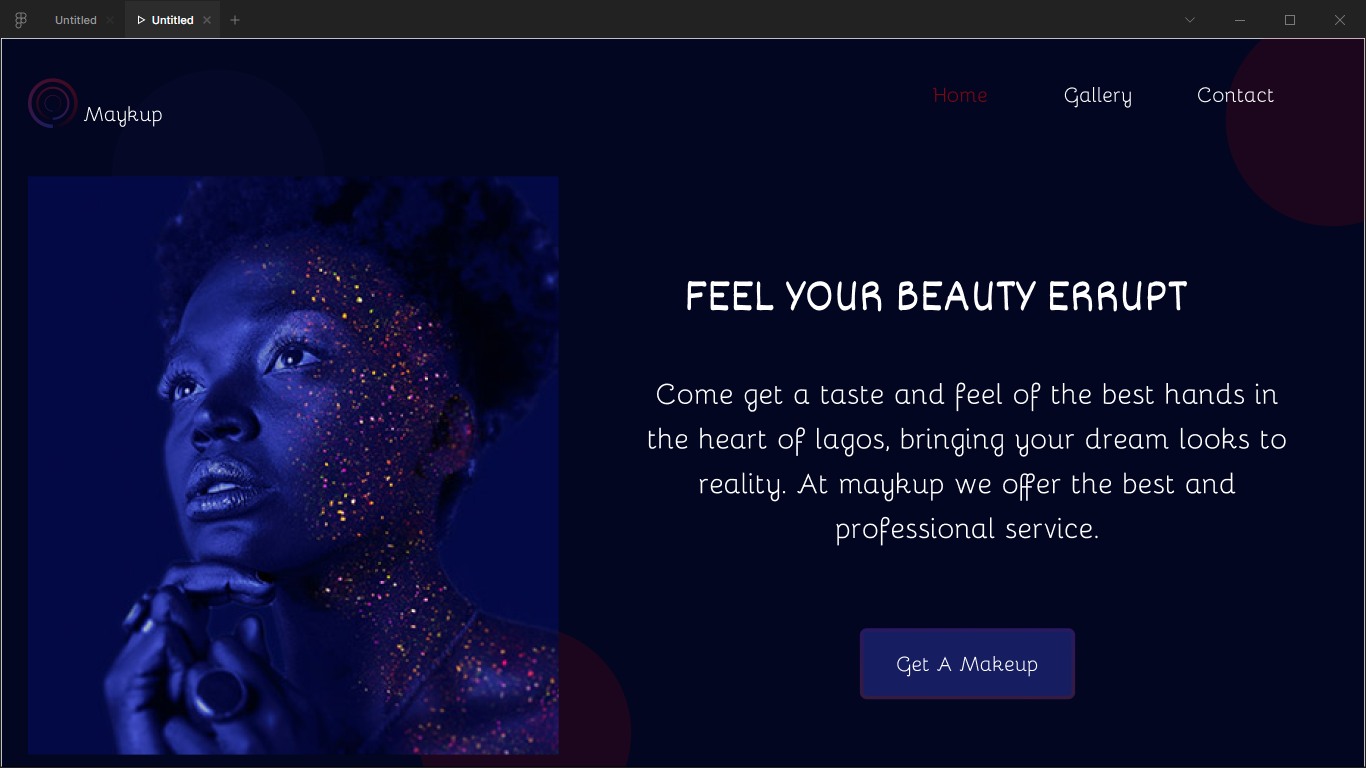 Untitled
Untitled
Maykup
Home Gallery Contact
FEEL YOUR BEAUTY ERRUPT
Come get a taste and feel of the best hands in
the heart of lagos, bringing your dream looks to
reality. At maykup we offer the best and
professional service.
Get A Makeup